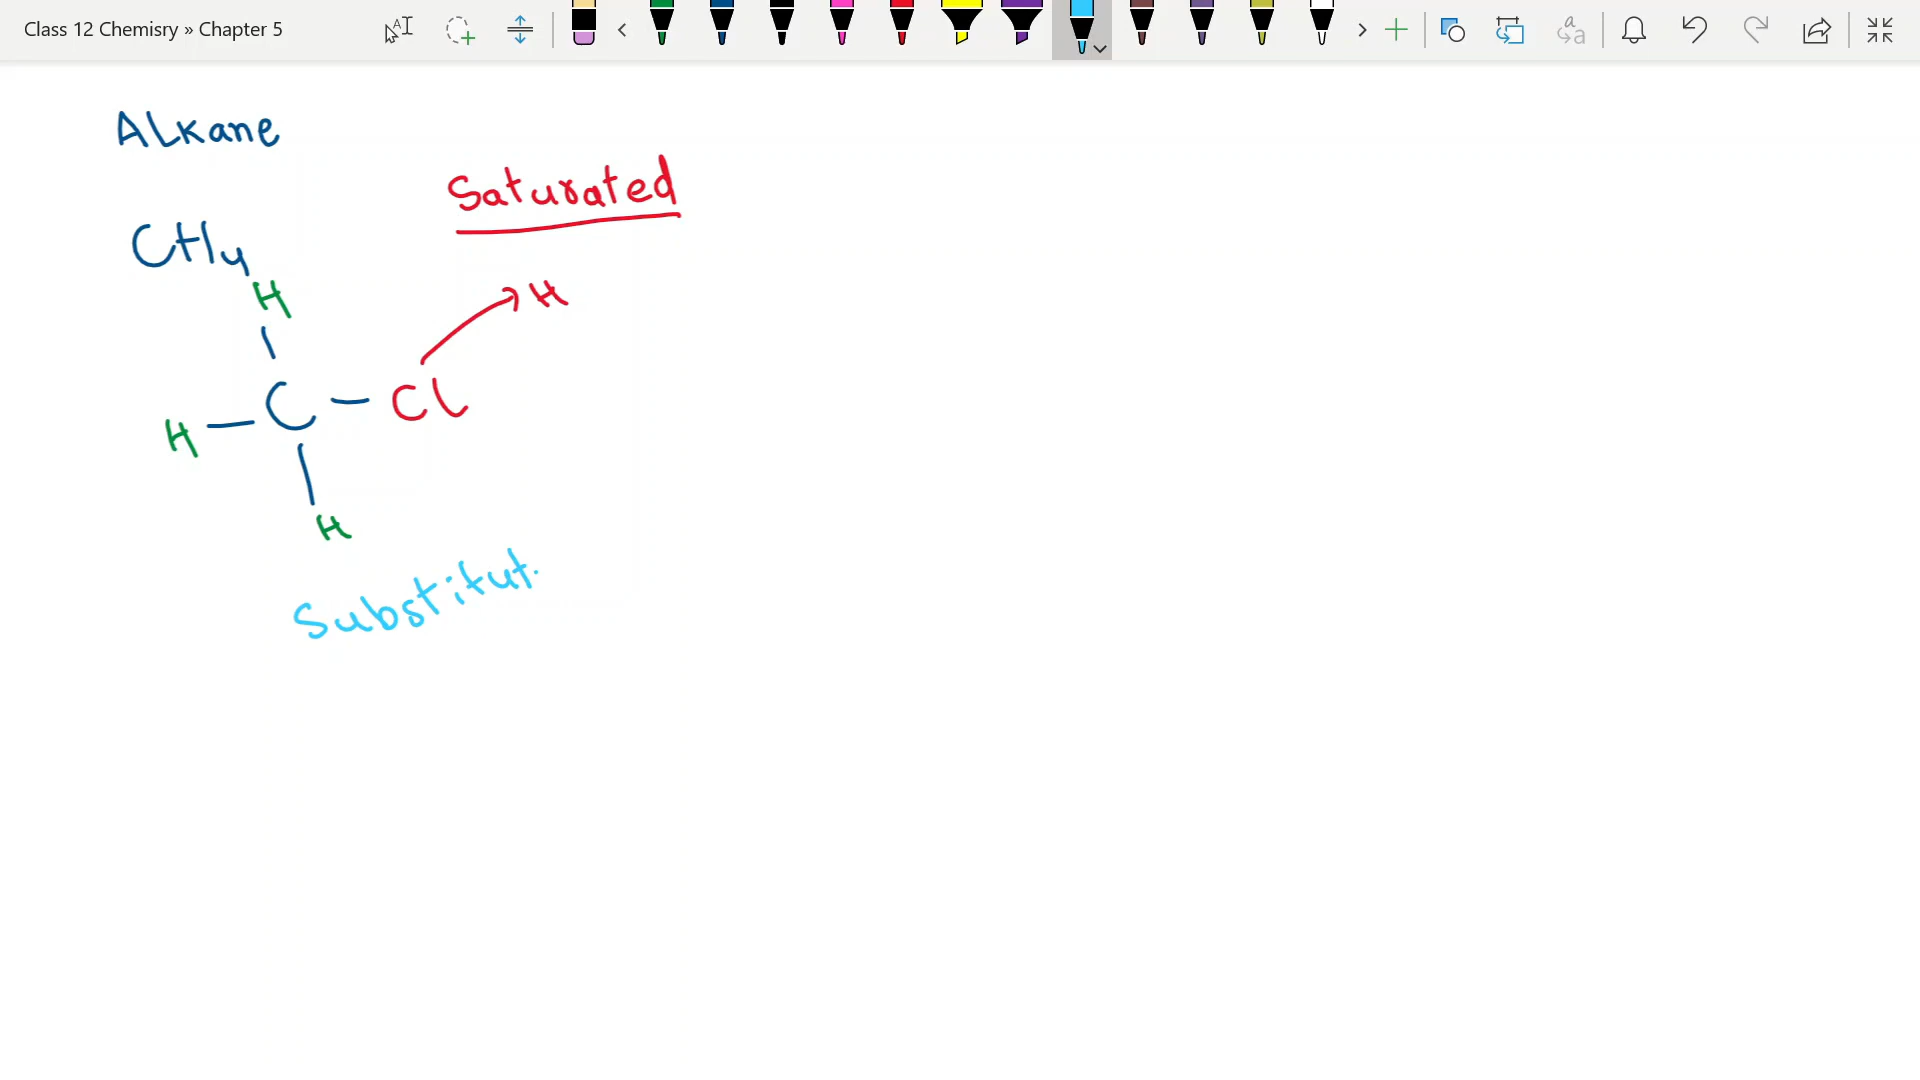 Class 12 Chemisry » Chapter 5
ALkane
Saturated
CH4
H
H
C – Cl
H –
H
Substitut.